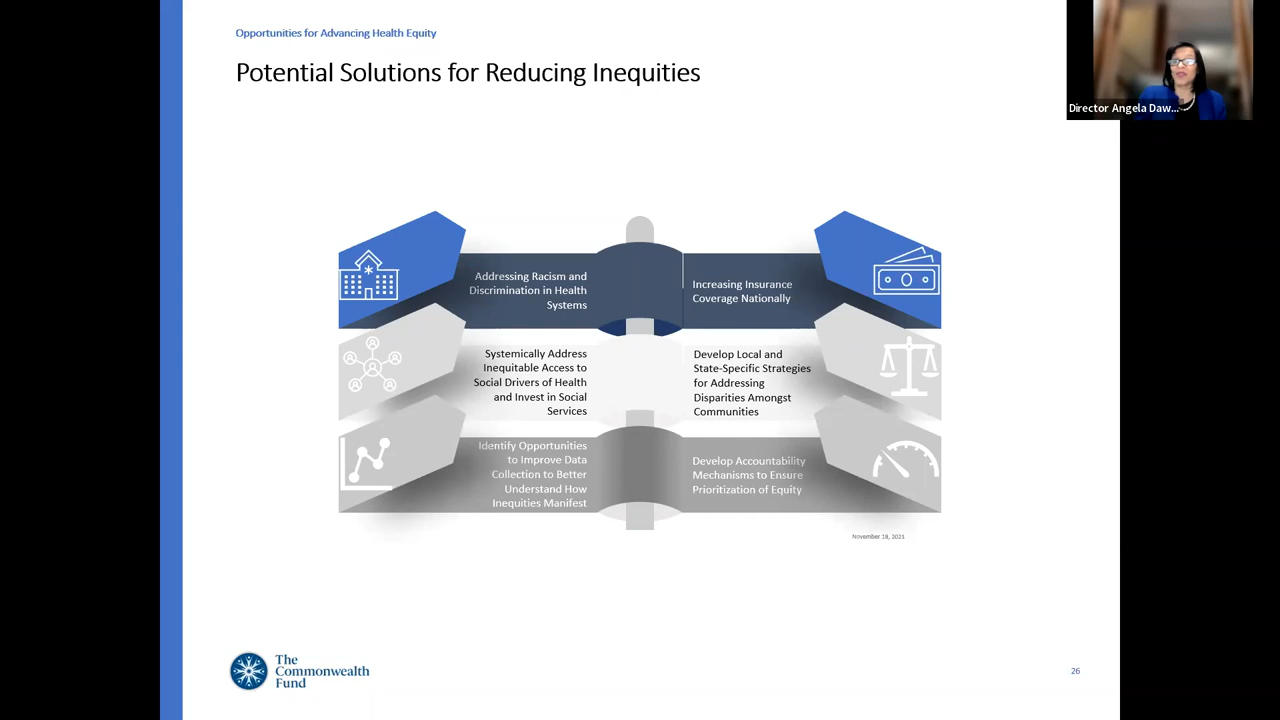 Opportunities for Advancing Health Equity
Potential Solutions for Reducing Inequities
Director Angela Daw...
Addressing Racism and
Discrimination in Health
Systems
Increasing Insurance
Coverage Nationally
Systemically Address
Inequitable Access to
Social Drivers of Health
and Invest in Social
Services
Develop Local and
State-Specific Strategies
for Addressing
Disparities Amongst
Communities
Identify Opportunities
to Improve Data
Collection to Better
Understand How
Inequities Manifest
Develop Accountability
Mechanisms to Ensure
Prioritization of Equity
November 18, 2021
The
Commonwealth
Fund
26